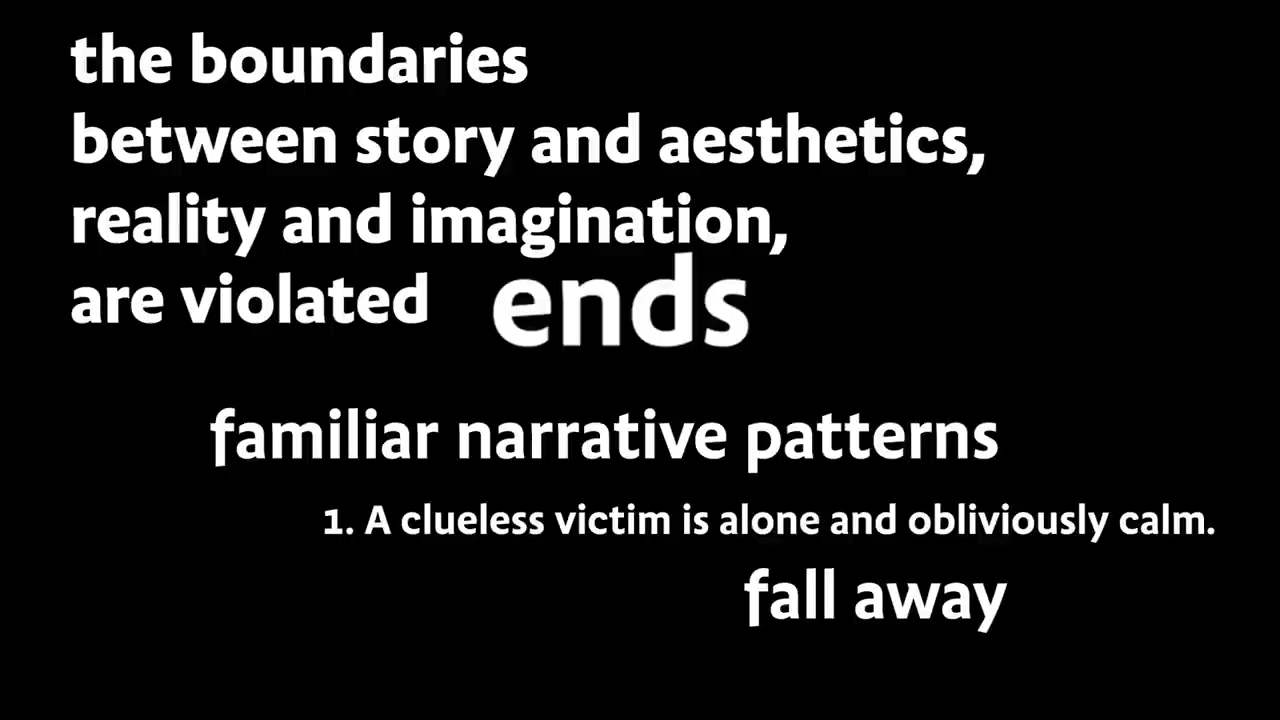 the boundaries
between story and aesthetics,
reality and imagination,
are violated ends
familiar narrative patterns
1. A clueless victim is alone and obliviously calm.
fall away